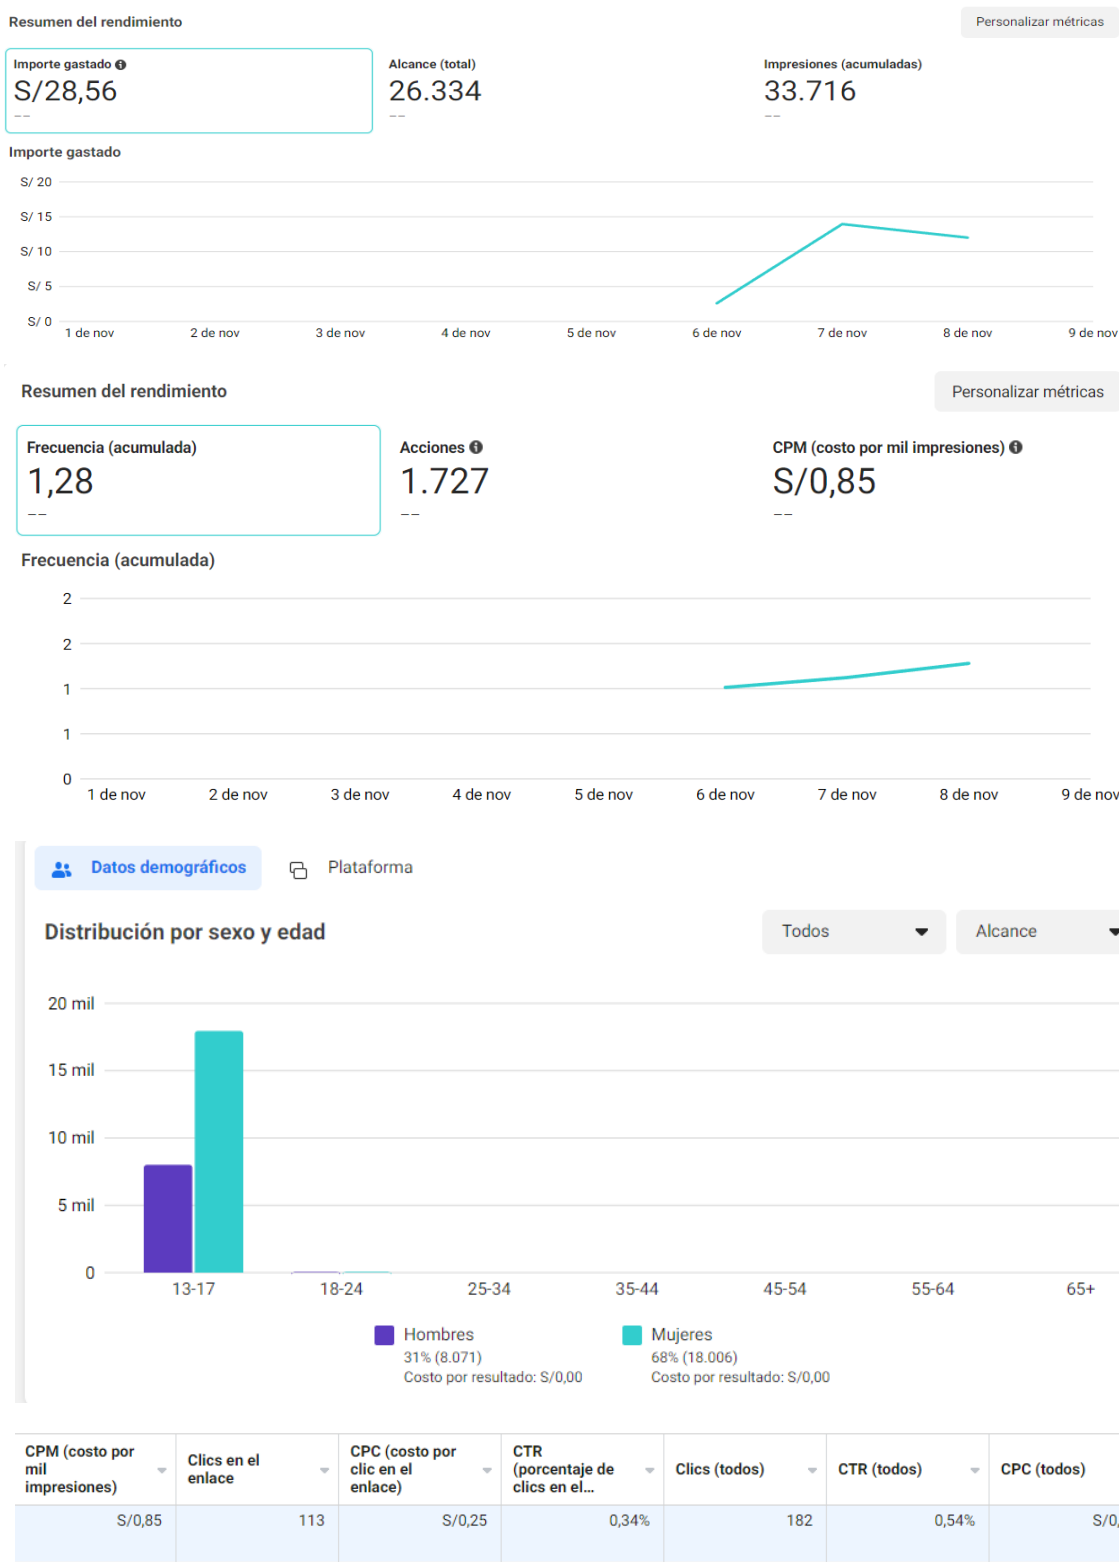 Resumen del rendimiento
Personalizar métricas
Importe gastado
S/28,56
--
Alcance (total)
26.334
--
Impresiones (acumuladas)
33.716
--
Importe gastado
S/ 20
S/ 15
S/ 10
S/ 5
S/ 0
1 de nov 2 de nov 3 de nov 4 de nov 5 de nov 6 de nov 7 de nov 8 de nov 9 de nov
Resumen del rendimiento
Personalizar métricas
Frecuencia (acumulada)
1,28
--
Acciones
1.727
--
CPM (costo por mil impresiones)
S/0,85
--
Frecuencia (acumulada)
2
2
1
1
0
1 de nov 2 de nov 3 de nov 4 de nov 5 de nov 6 de nov 7 de nov 8 de nov 9 de nov
Datos demográficos
Plataforma
Distribución por sexo y edad
Todos
Alcance
20 mil
15 mil
10 mil
5 mil
0
13-17 18-24 25-34 35-44 45-54 55-64 65+
Hombres
31% (8.071)
Costo por resultado: S/0,00
Mujeres
68% (18.006)
Costo por resultado: S/0,00
CPM (costo por
mil
impresiones)
Clics en el
enlace
CPC (costo por
clic en el
enlace)
CTR
(porcentaje de
clics en el...
Clics (todos)
CTR (todos)
CPC (todos)
S/0,85 113 S/0,25 0,34% 182 0,54% S/0,